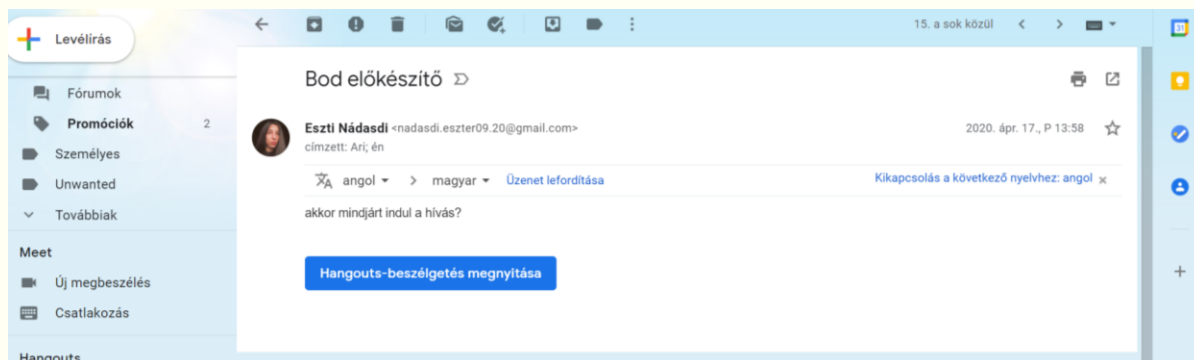 Levélírás
Fórumok
Promóciók 2
Személyes
Unwanted
Továbbiak
Meet
Új megbeszélés
Csatlakozás
Hangouts
15. a sok közül
31
Bod előkészítő
Eszti Nádasdi <nadasdi.eszter09.20@gmail.com>
2020. ápr. 17., P 13:58
címzett: Ari; én
angol > magyar Üzenet lefordítása
Kikapcsolás a következő nyelvhez: angol ×
akkor mindjárt indul a hívás?
Hangouts-beszélgetés megnyitása